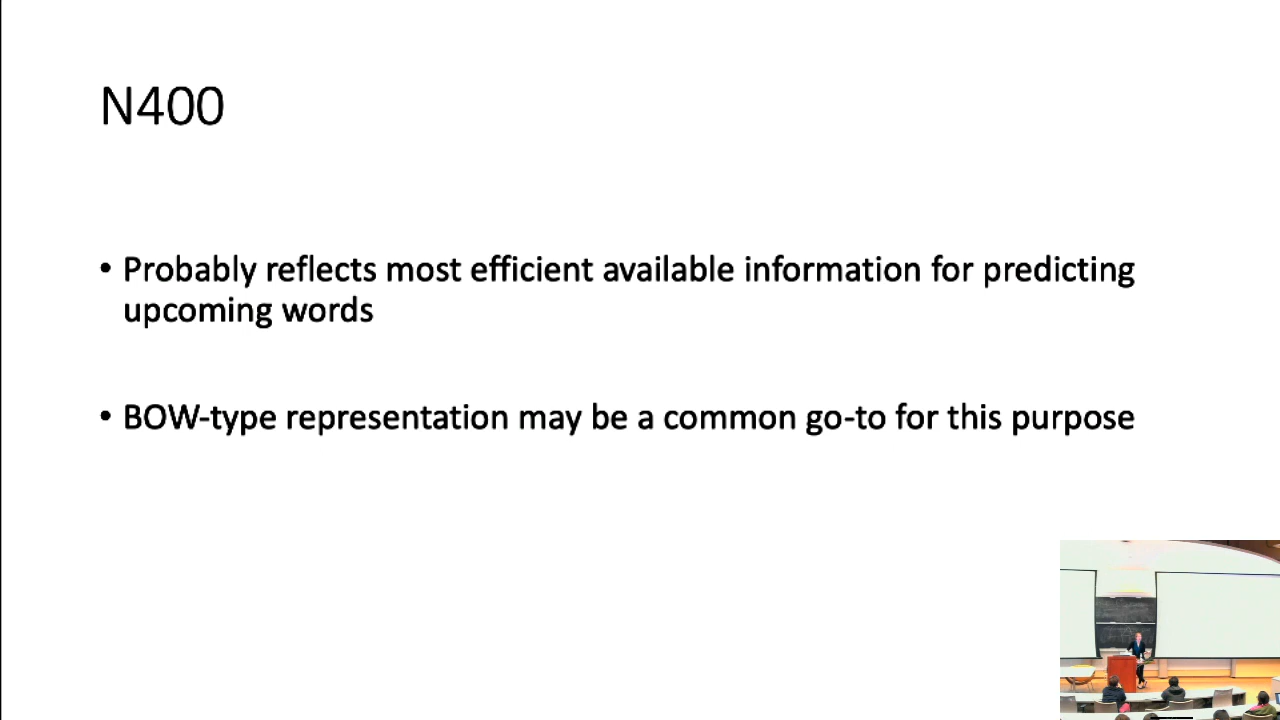 N400
• Probably reflects most efficient available information for predicting
upcoming words
• BOW-type representation may be a common go-to for this purpose